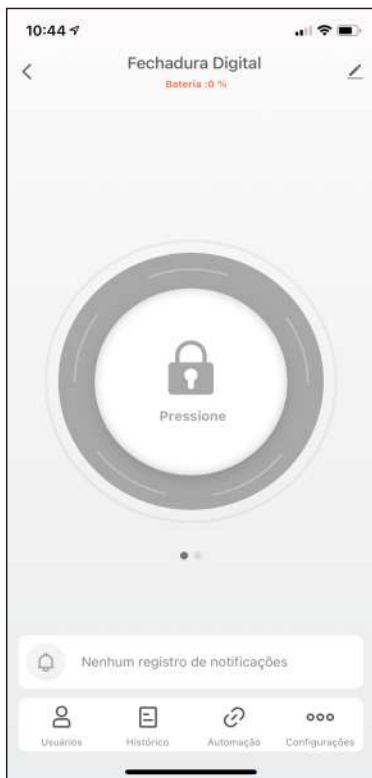 10:44
Fechadura Digital
Bateria :0 %
Pressione
Nenhum registro de notificações
Usuários Histórico Automação Configurações